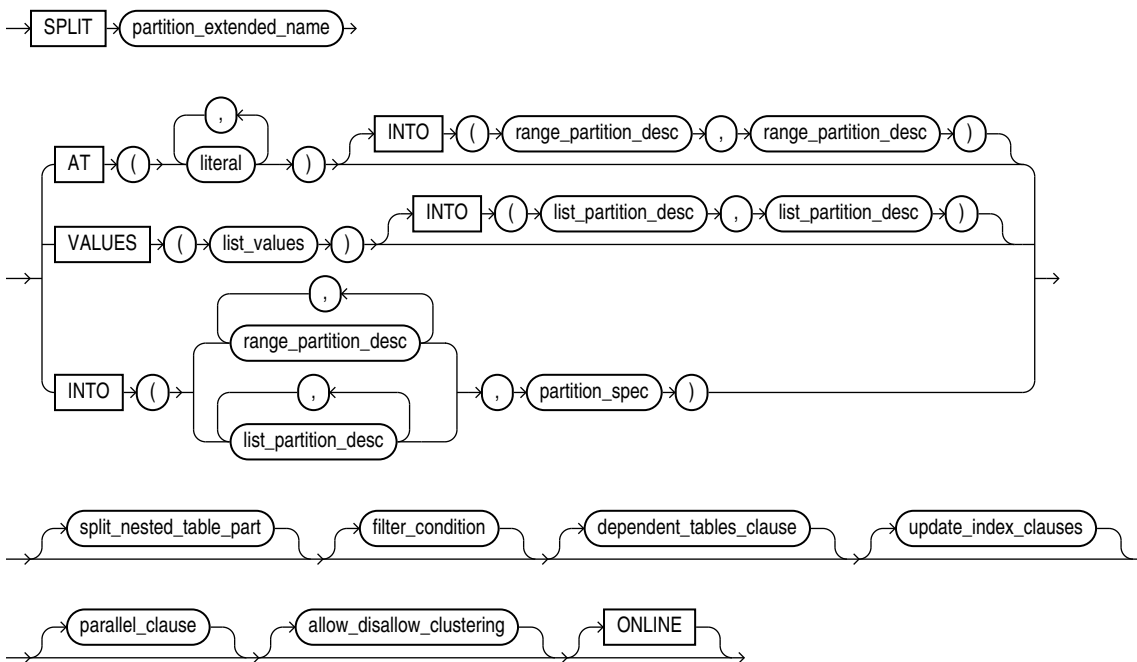 SPLIT partition_extended_name
,
INTO ( range_partition_desc , range_partition_desc )
AT ( literal )
INTO ( list_partition_desc , list_partition_desc )
VALUES ( list_values )
,
range_partition_desc
INTO ( , partition_spec )
,
list_partition_desc
split_nested_table_part filter_condition dependent_tables_clause update_index_clauses
parallel_clause allow_disallow_clustering ONLINE